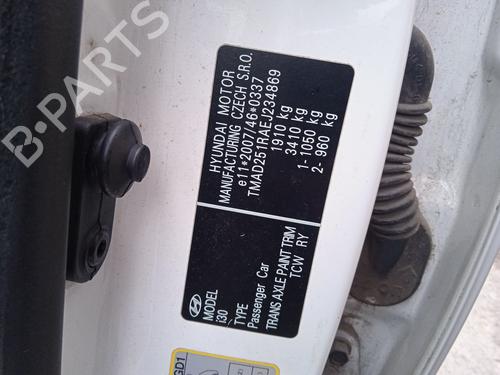 HYUNDAI MOTOR
MANUFACTURING CZECH S.R.O.
e11*2007/46*0337
TMAD251RAEJ234869
1910 kg
3410 kg
1- 1050 kg
2- 960 kg
MODEL
i30
TYPE
Passenger Car
TRANS AXLE PAINT TRIM
TCW RY
GD1
B-PARTS